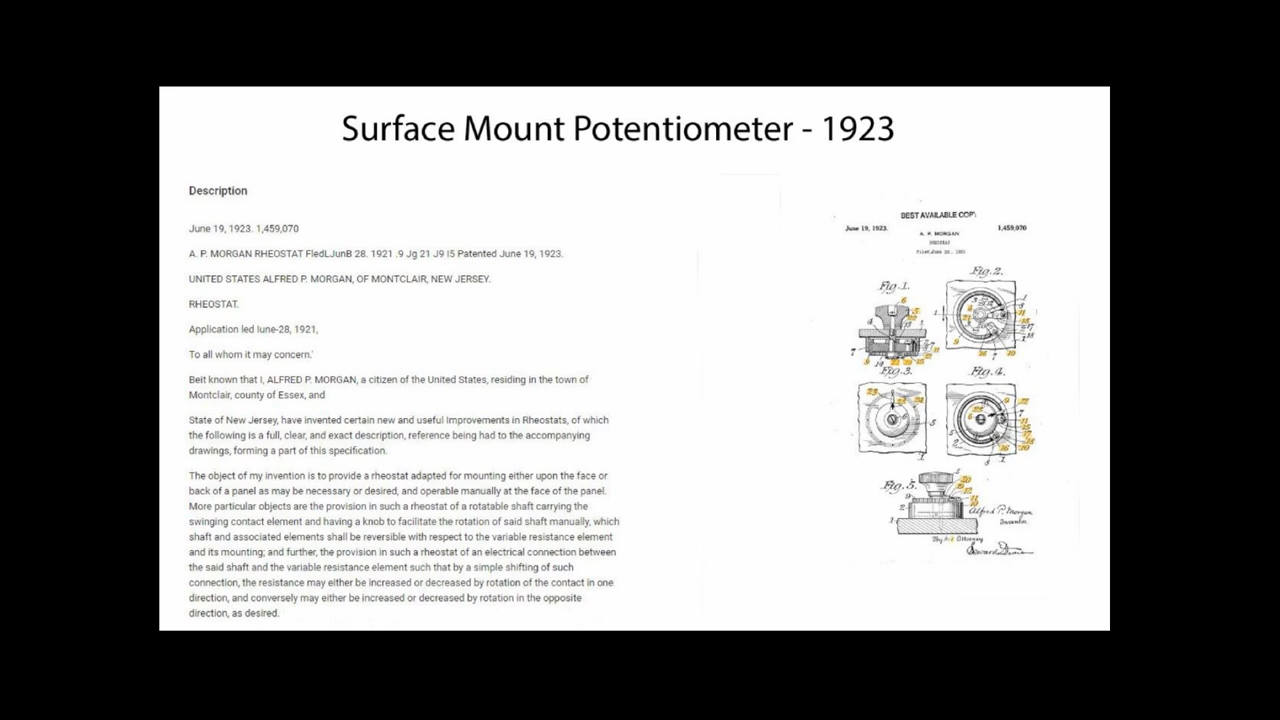 Surface Mount Potentiometer - 1923
Description
June 19, 1923. 1,459,070
A. P. MORGAN RHEOSTAT FledLJunB 28. 1921 .9 Jg 21 J9 I5 Patented June 19, 1923.
UNITED STATES ALFRED P. MORGAN, OF MONTCLAIR, NEW JERSEY.
RHEOSTAT.
Application led Iune-28, 1921,
To all whom it may concern.'
Beit known that I, ALFRED P. MORGAN, a citizen of the United States, residing in the town of
Montclair, county of Essex, and
State of New Jersey, have invented certain new and useful Improvements in Rheostats, of which
the following is a full, clear, and exact description, reference being had to the accompanying
drawings, forming a part of this specification.
The object of my invention is to provide a rheostat adapted for mounting either upon the face or
back of a panel as may be necessary or desired, and operable manually at the face of the panel.
More particular objects are the provision in such a rheostat of a rotatable shaft carrying the
swinging contact element and having a knob to facilitate the rotation of said shaft manually, which
shaft and associated elements shall be reversible with respect to the variable resistance element
and its mounting; and further, the provision in such a rheostat of an electrical connection between
the said shaft and the variable resistance element such that by a simple shifting of such
connection, the resistance may either be increased or decreased by rotation of the contact in one
direction, and conversely may either be increased or decreased by rotation in the opposite
direction, as desired.
BEST AVAILABLE COPY
June 19, 1923.
1,459,070
A. P. MORGAN
RHEOSTAT
Fig. 1.
Fig. 2.
Fig. 3.
Fig. 4.
Fig. 5.
Alfred P. Morgan
Inventor
By his Attorney